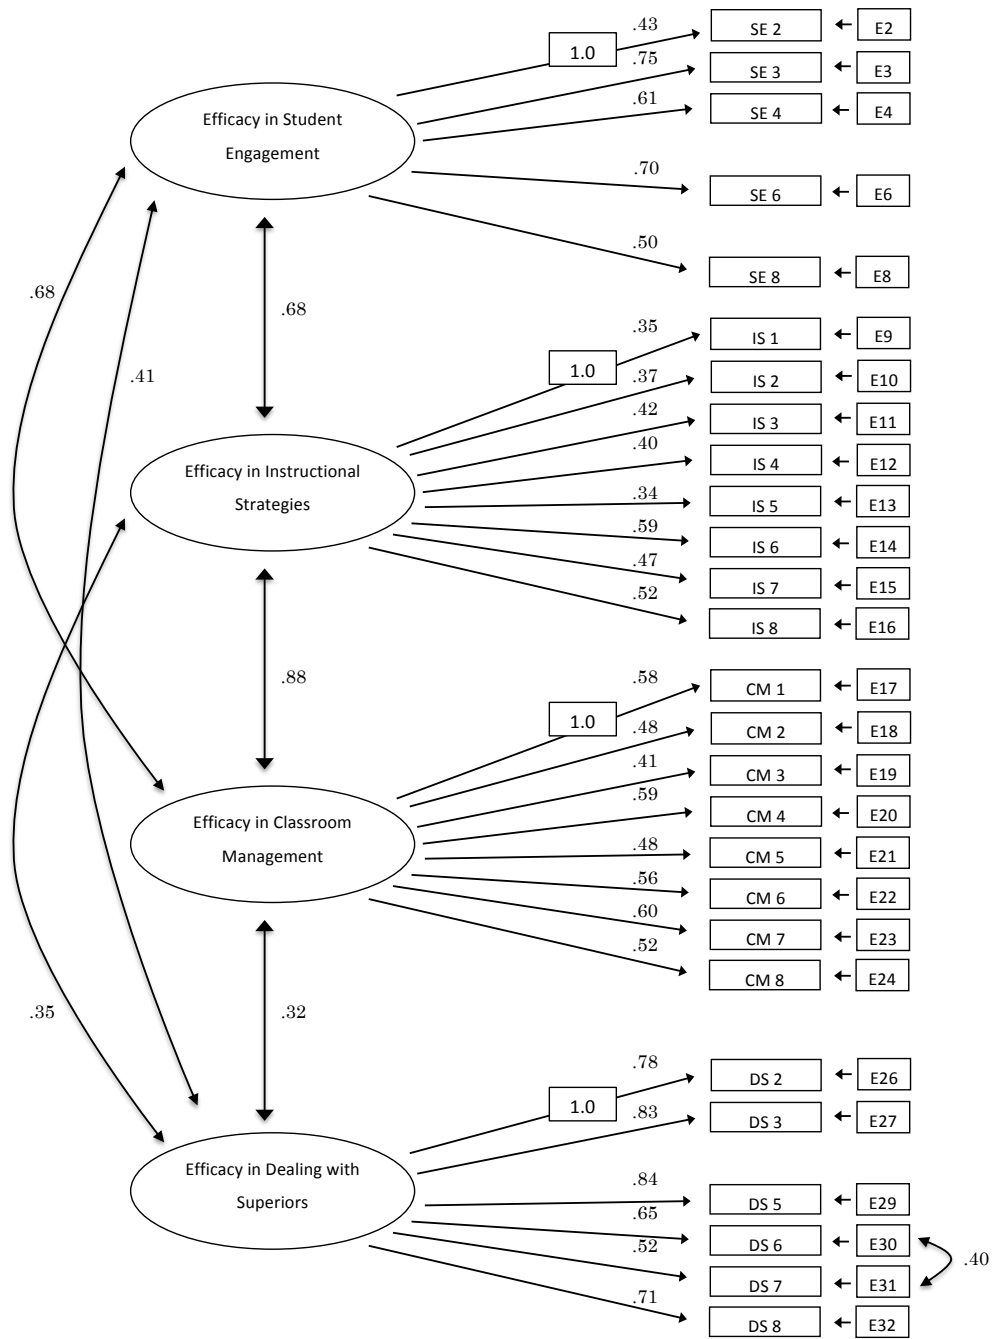 .43
SE 2
E2
1.0
.75
SE 3
E3
.61
SE 4
E4
Efficacy in Student
Engagement
.70
SE 6
E6
.50
SE 8
E8
.68
.68
.41
.35
IS 1
E9
1.0
.37
IS 2
E10
.42
IS 3
E11
.40
IS 4
E12
Efficacy in Instructional
Strategies
.34
IS 5
E13
.59
IS 6
E14
.47
IS 7
E15
.52
IS 8
E16
.88
.58
CM 1
E17
1.0
.48
CM 2
E18
.41
CM 3
E19
.59
CM 4
E20
Efficacy in Classroom
Management
.48
CM 5
E21
.56
CM 6
E22
.60
CM 7
E23
.52
CM 8
E24
.35
.32
.78
DS 2
E26
1.0
.83
DS 3
E27
Efficacy in Dealing with
Superiors
.84
DS 5
E29
.65
DS 6
E30
.52
DS 7
E31
.40
.71
DS 8
E32